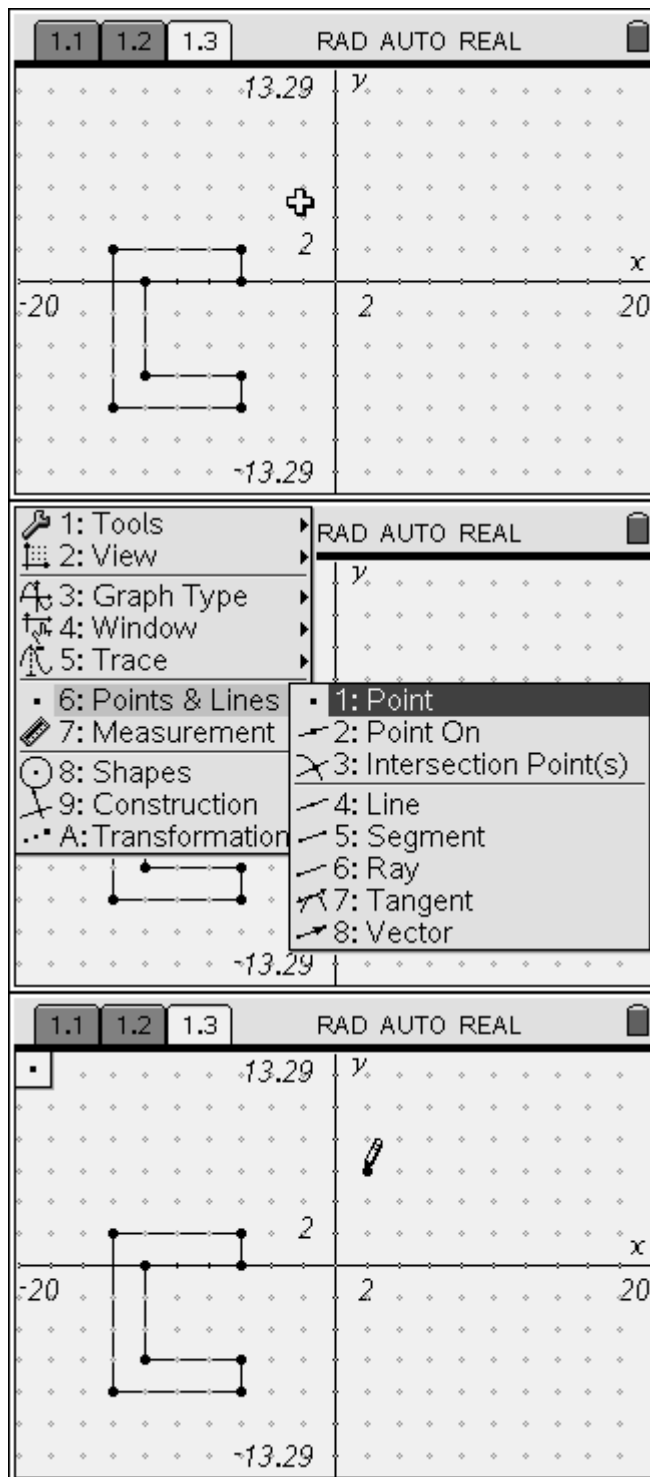 1.1 1.2 1.3 RAD AUTO REAL
13.29 y
2
x
-20 2 20
-13.29
1: Tools
2: View
RAD AUTO REAL
y
3: Graph Type
4: Window
5: Trace
6: Points & Lines
7: Measurement
8: Shapes
9: Construction
A: Transformation
1: Point
2: Point On
3: Intersection Point(s)
4: Line
5: Segment
6: Ray
7: Tangent
8: Vector
-13.29
1.1 1.2 1.3 RAD AUTO REAL
13.29 y
2
x
-20 2 20
-13.29